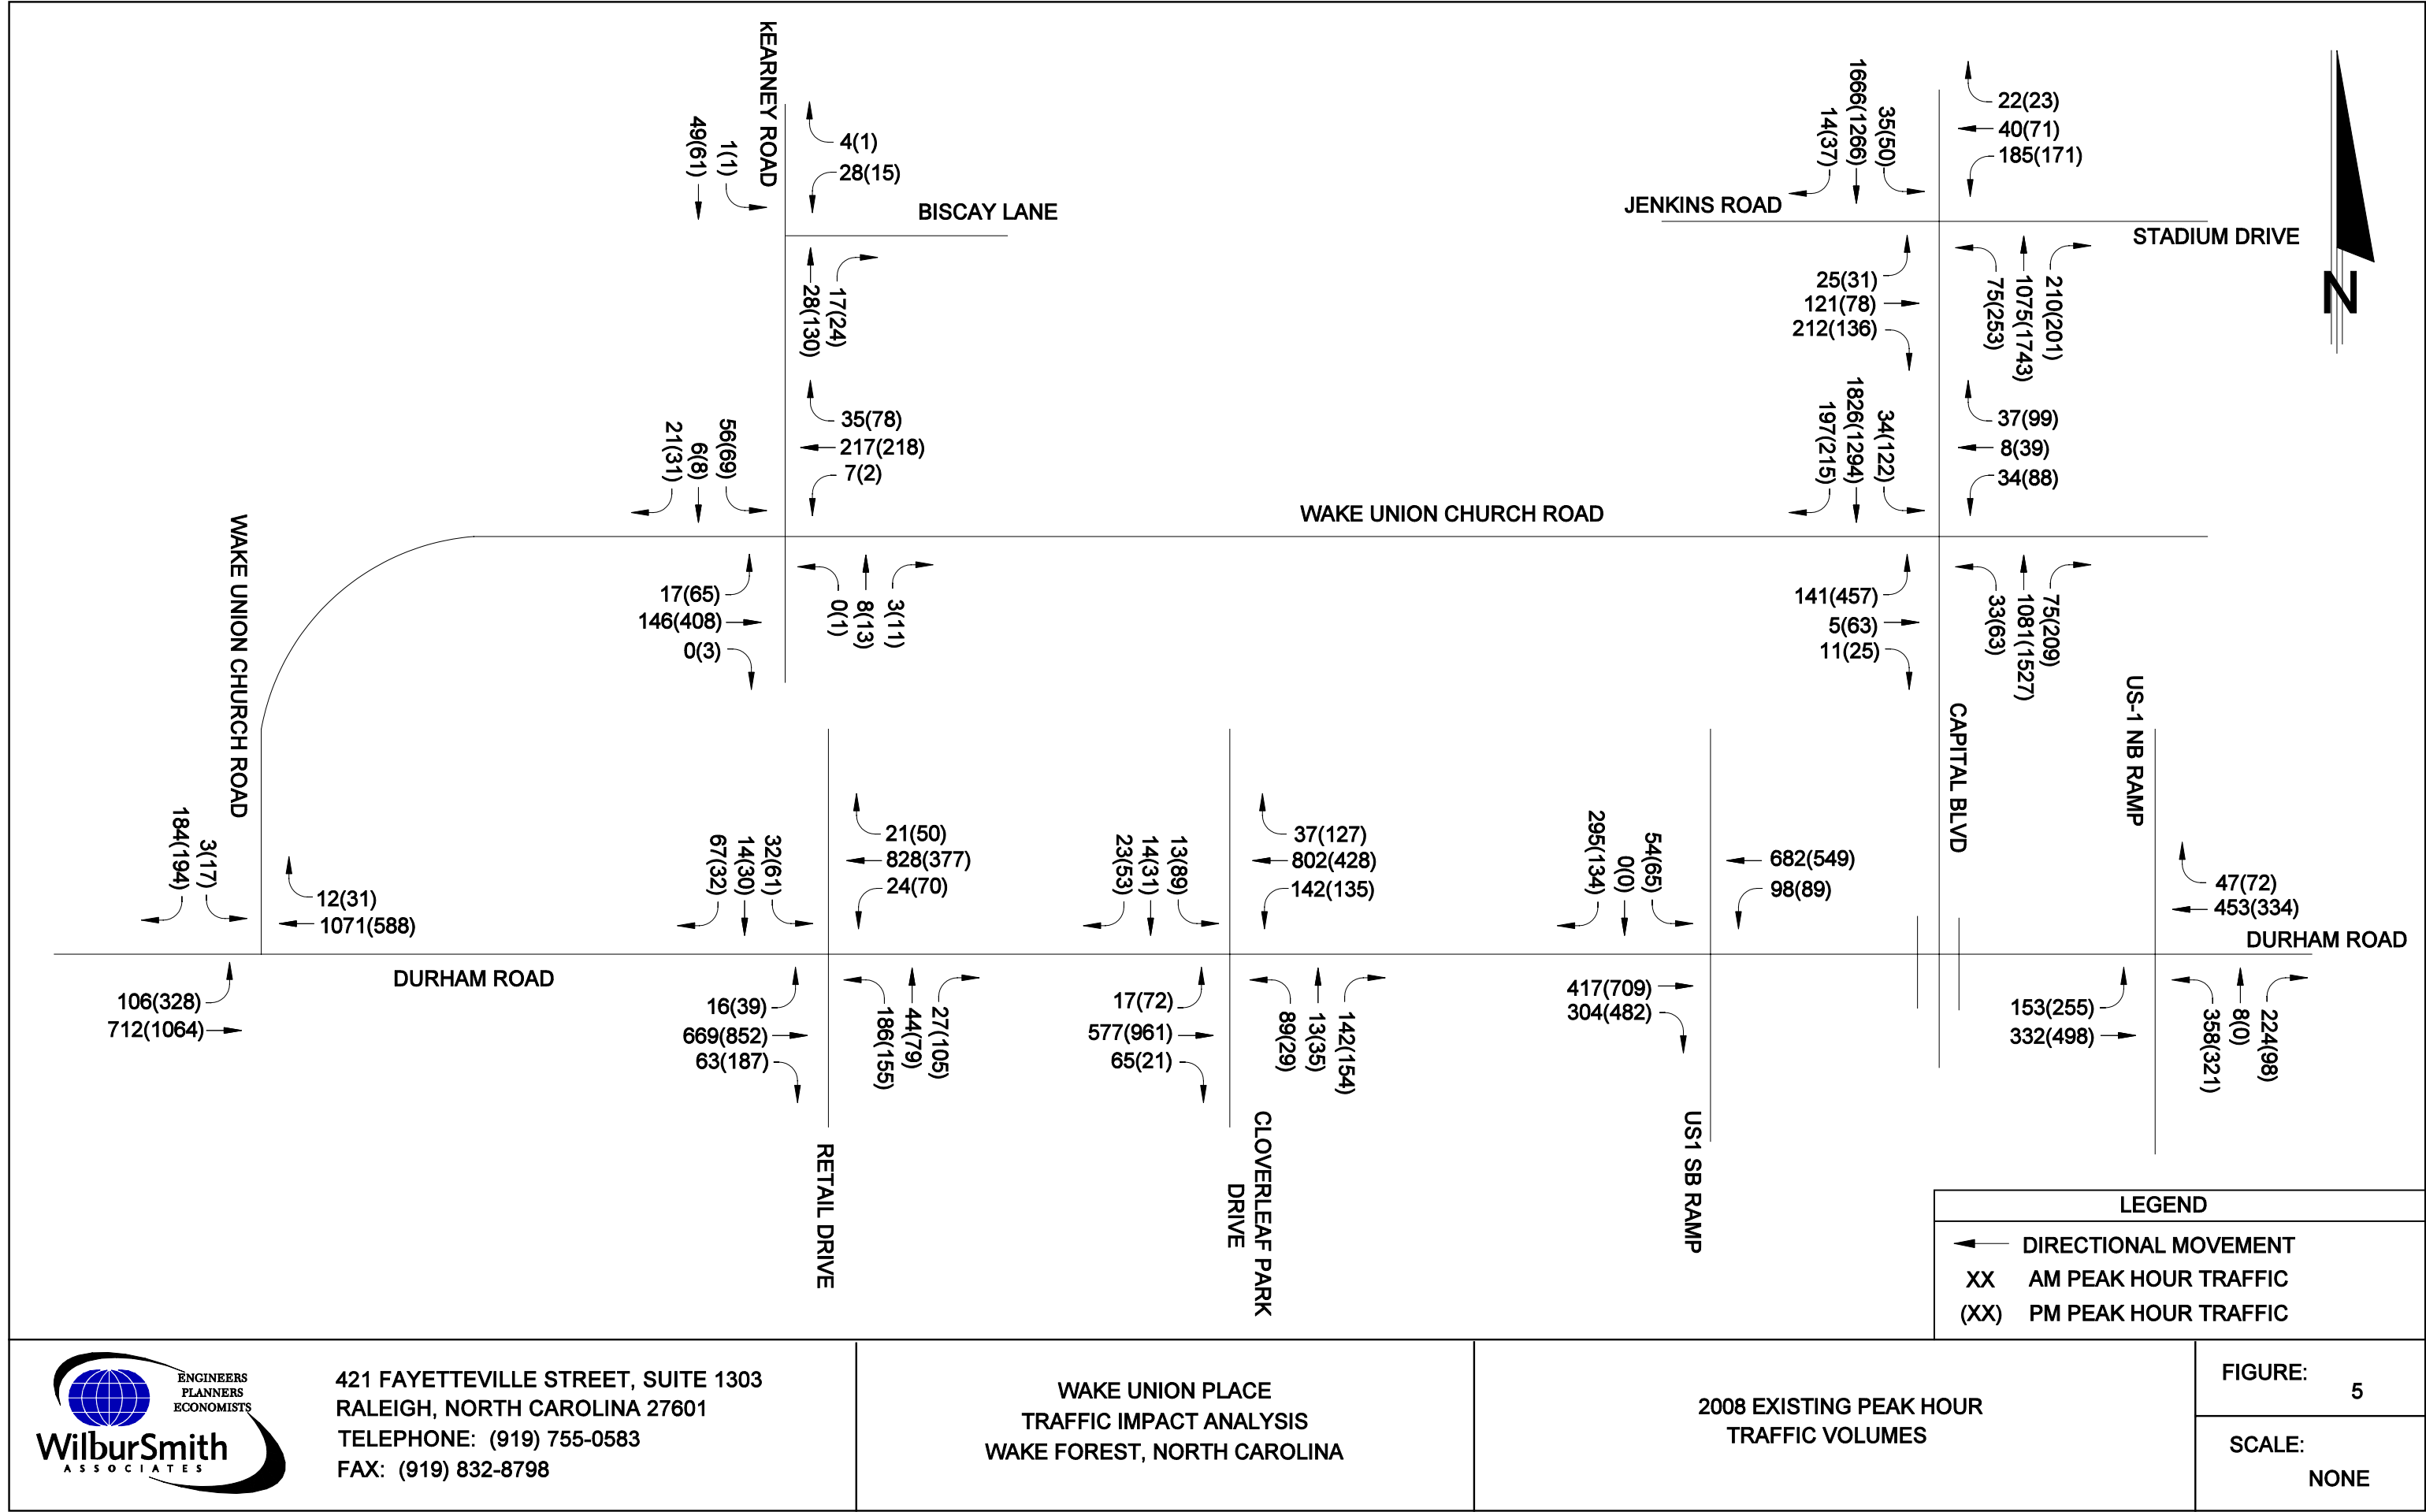 KEARNEY ROAD
49(61)
1(1)
4(1)
28(15)
BISCAY LANE
28(130)
17(24)
1666(1266)
14(37)
35(50)
22(23)
40(71)
185(171)
JENKINS ROAD
STADIUM DRIVE
25(31)
121(78)
212(136)
75(253)
1075(1743)
210(201)
N
21(31)
6(8)
56(69)
35(78)
217(218)
7(2)
WAKE UNION CHURCH ROAD
197(215)
1826(1294)
34(122)
37(99)
8(39)
34(88)
17(65)
146(408)
0(3)
0(1)
8(13)
3(11)
141(457)
5(63)
11(25)
33(63)
1081(1527)
75(209)
WAKE UNION CHURCH ROAD
CAPITAL BLVD
US-1 NB RAMP
184(194)
3(17)
12(31)
1071(588)
67(32)
14(30)
32(61)
21(50)
828(377)
24(70)
23(53)
14(31)
13(89)
37(127)
802(428)
142(135)
295(134)
0(0)
54(65)
682(549)
98(89)
47(72)
453(334)
DURHAM ROAD
DURHAM ROAD
106(328)
712(1064)
16(39)
669(852)
63(187)
186(155)
44(79)
27(105)
17(72)
577(961)
65(21)
89(29)
13(35)
142(154)
417(709)
304(482)
153(255)
332(498)
358(321)
8(0)
224(98)
RETAIL DRIVE
CLOVERLEAF PARK
DRIVE
US1 SB RAMP
LEGEND
DIRECTIONAL MOVEMENT
XX AM PEAK HOUR TRAFFIC
(XX) PM PEAK HOUR TRAFFIC
ENGINEERS
PLANNERS
ECONOMISTS
WilburSmith
ASSOCIATES
421 FAYETTEVILLE STREET, SUITE 1303
RALEIGH, NORTH CAROLINA 27601
TELEPHONE: (919) 755-0583
FAX: (919) 832-8798
WAKE UNION PLACE
TRAFFIC IMPACT ANALYSIS
WAKE FOREST, NORTH CAROLINA
2008 EXISTING PEAK HOUR
TRAFFIC VOLUMES
FIGURE:
5
SCALE:
NONE